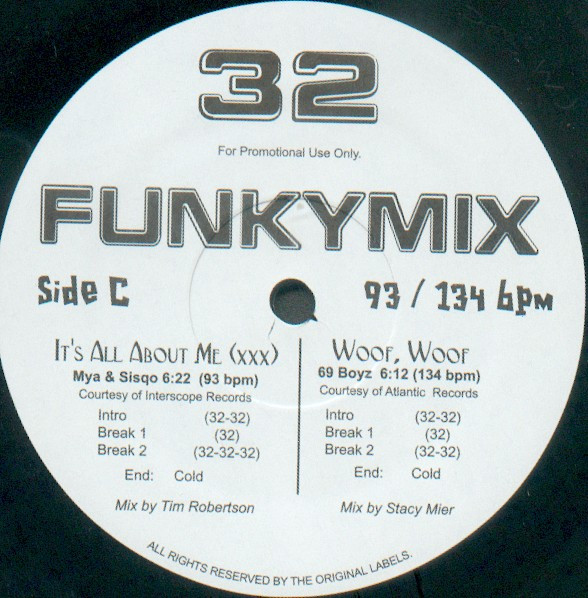 32
For Promotional Use Only.
FUNKYMIX
Side C
93 / 134 bpm
It's All About Me (xxx)
Mya & Sisqo 6:22 (93 bpm)
Courtesy of Interscope Records
Intro (32-32)
Break 1 (32)
Break 2 (32-32-32)
End: Cold
Mix by Tim Robertson
Woof, Woof
69 Boyz 6:12 (134 bpm)
Courtesy of Atlantic Records
Intro (32-32)
Break 1 (32)
Break 2 (32-32)
End: Cold
Mix by Stacy Mier
ALL RIGHTS RESERVED BY THE ORIGINAL LABELS.